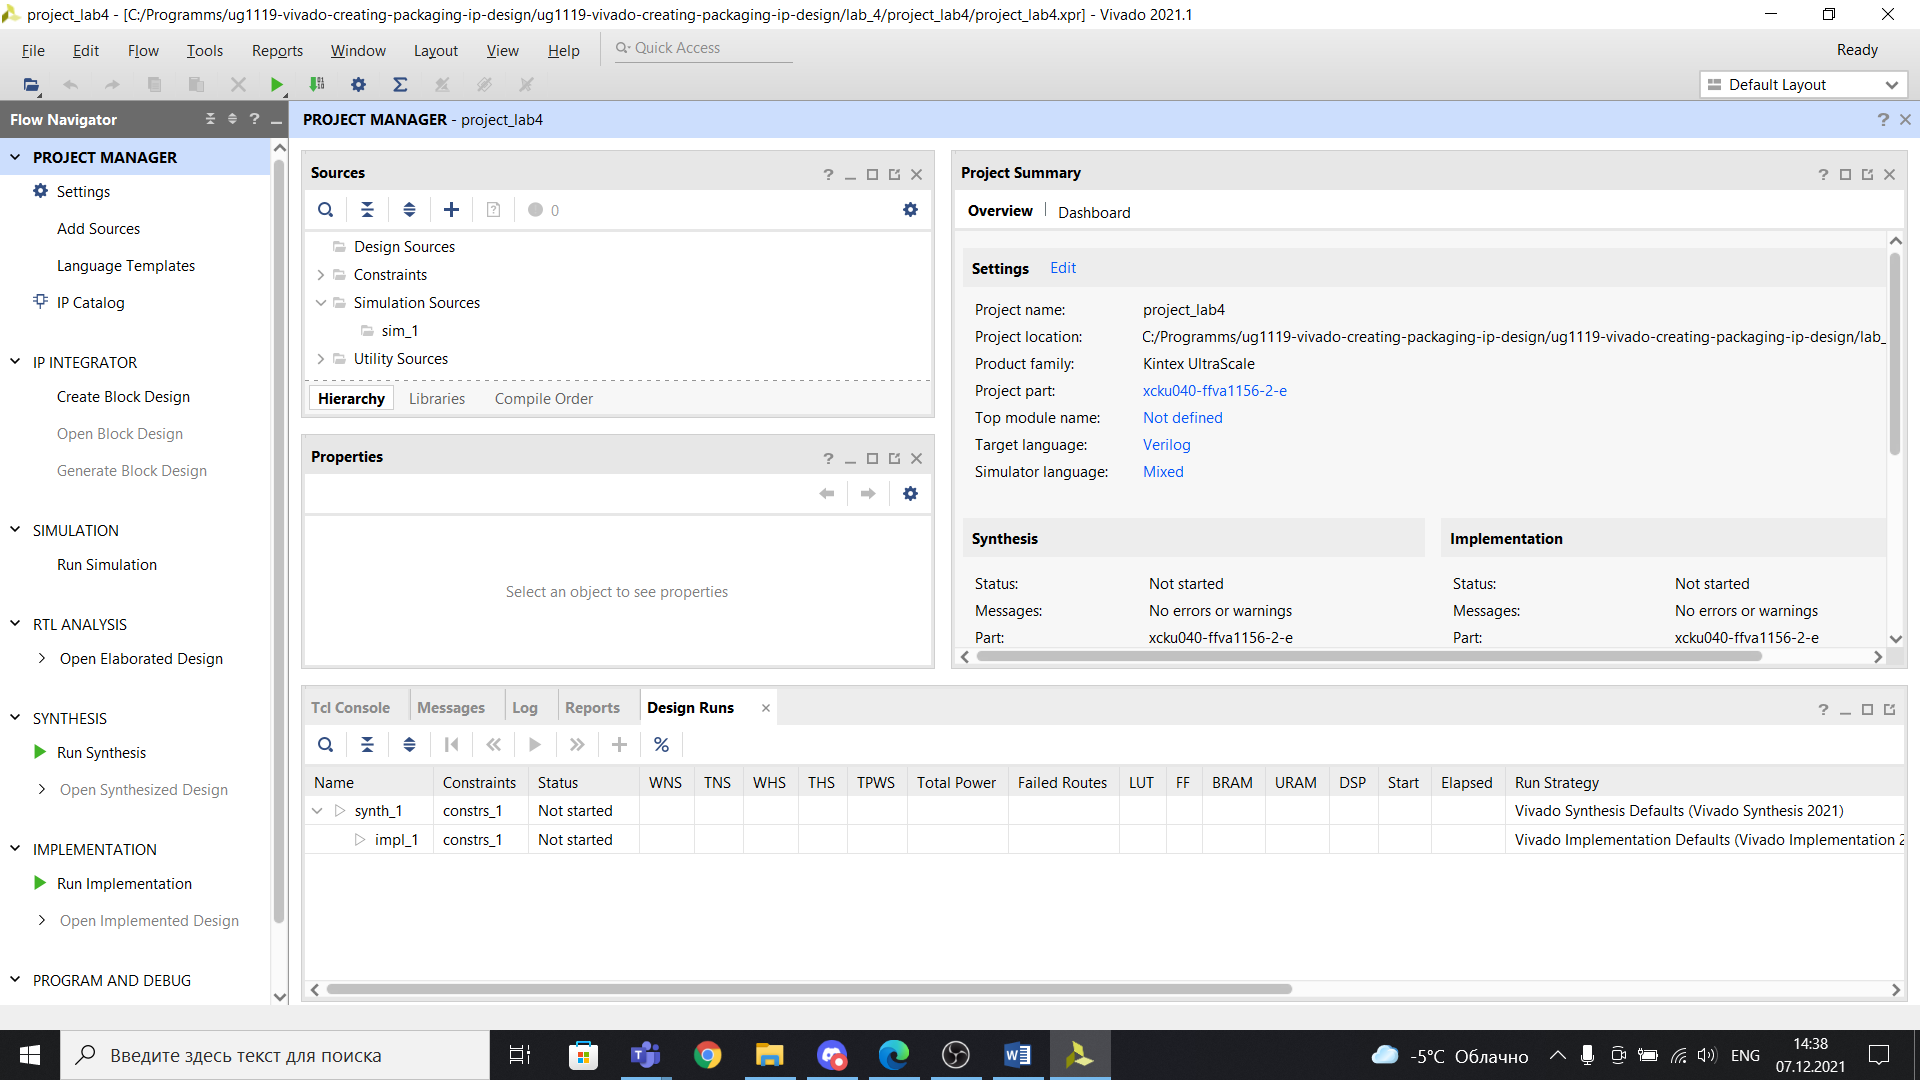 project_lab4 - [C:/Programms/ug1119-vivado-creating-packaging-ip-design/ug1119-vivado-creating-packaging-ip-design/lab_4/project_lab4/project_lab4.xpr] - Vivado 2021.1
File Edit Flow Tools Reports Window Layout View Help Quick Access Ready
Default Layout
Flow Navigator
PROJECT MANAGER - project_lab4
PROJECT MANAGER
Settings
Add Sources
Language Templates
IP Catalog
IP INTEGRATOR
Create Block Design
Open Block Design
Generate Block Design
SIMULATION
Run Simulation
RTL ANALYSIS
Open Elaborated Design
SYNTHESIS
Run Synthesis
Open Synthesized Design
IMPLEMENTATION
Run Implementation
Open Implemented Design
PROGRAM AND DEBUG
Sources
0
Design Sources
Constraints
Simulation Sources
sim_1
Utility Sources
Hierarchy Libraries Compile Order
Properties
Select an object to see properties
Project Summary
Overview Dashboard
Settings Edit
Project name: project_lab4
Project location: C:/Programms/ug1119-vivado-creating-packaging-ip-design/ug1119-vivado-creating-packaging-ip-design/lab_
Product family: Kintex UltraScale
Project part: xcku040-ffva1156-2-e
Top module name: Not defined
Target language: Verilog
Simulator language: Mixed
Synthesis
Status: Not started
Messages: No errors or warnings
Part: xcku040-ffva1156-2-e
Implementation
Status: Not started
Messages: No errors or warnings
Part: xcku040-ffva1156-2-e
Tcl Console Messages Log Reports Design Runs
Name Constraints Status WNS TNS WHS THS TPWS Total Power Failed Routes LUT FF BRAM URAM DSP Start Elapsed Run Strategy
synth_1 constrs_1 Not started Vivado Synthesis Defaults (Vivado Synthesis 2021)
impl_1 constrs_1 Not started Vivado Implementation Defaults (Vivado Implementation 2
Введите здесь текст для поиска
-5°C Облачно
ENG
14:38
07.12.2021